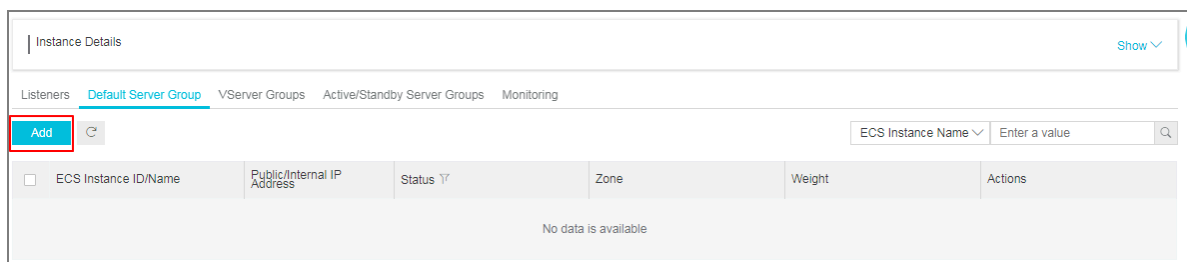 Instance Details
Show
Listeners Default Server Group VServer Groups Active/Standby Server Groups Monitoring
Add ECS Instance Name Enter a value
ECS Instance ID/Name Public/Internal IP Address Status Zone Weight Actions
No data is available